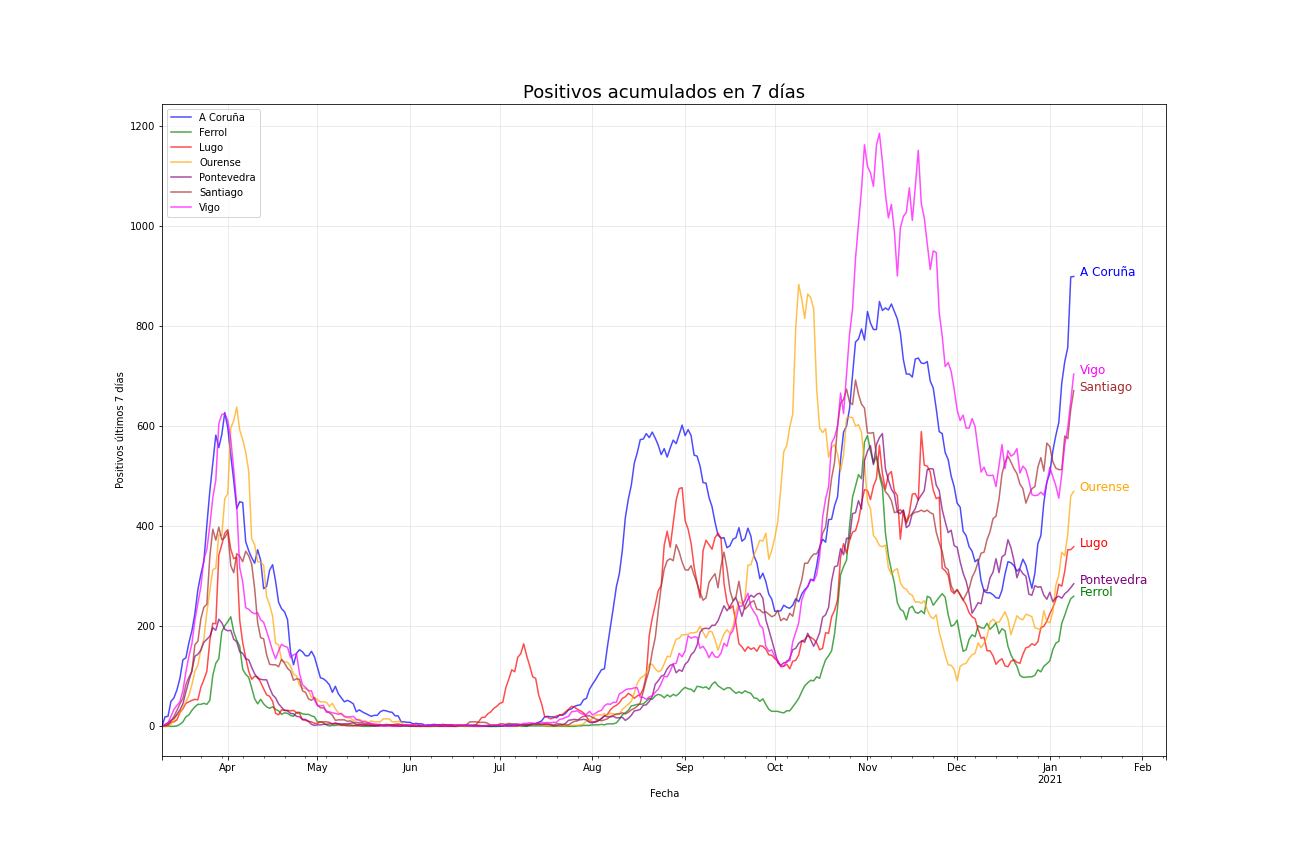 Positivos acumulados en 7 días
A Coruña
Ferrol
Lugo
Ourense
Pontevedra
Santiago
Vigo
1200
1000
800
600
400
200
0
Positivos últimos 7 días
A Coruña
Vigo
Santiago
Ourense
Lugo
Pontevedra
Ferrol
Apr May Jun Jul Aug Sep Oct Nov Dec Jan Feb
2021
Fecha